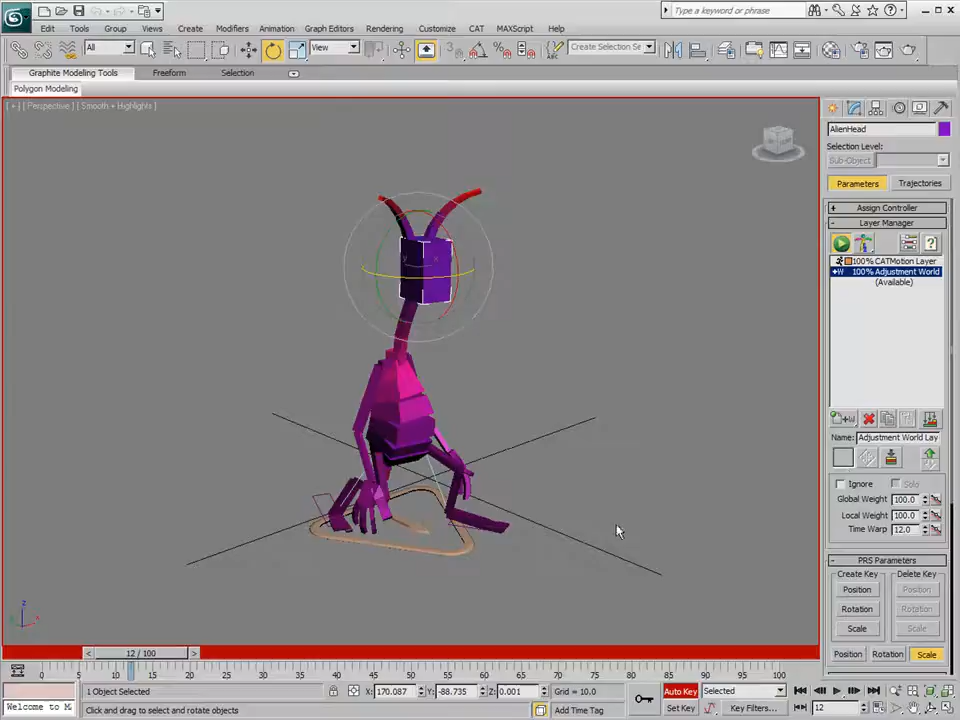 Type a keyword or phrase
Edit Tools Group Views Create Modifiers Animation Graph Editors Rendering Customize CAT MAXScript Help
All View 3 Create Selection Se
Graphite Modeling Tools Freeform Selection
Polygon Modeling
[ + ] [ Perspective ] [ Smooth + Highlights ]
AlienHead
Selection Level:
Sub-Object
Parameters Trajectories
+ Assign Controller
- Layer Manager
100% CATMotion Layer
+W 100% Adjustment World
(Available)
Name: Adjustment World Lay
Ignore Solo
Global Weight 100.0
Local Weight 100.0
Time Warp 12.0
- PRS Parameters
Create Key Delete Key
Position Position
Rotation Rotation
Scale Scale
Position Rotation Scale
x
y
z
x
< 12 / 100 >
0 5 10 15 20 25 30 35 40 45 50 55 60 65 70 75 80 85 90 95 100
1 Object Selected X: 170.087 Y: -88.735 Z: 0.001 Grid = 10.0 Auto Key Selected
Welcome to M Click and drag to select and rotate objects Add Time Tag Set Key Key Filters... 12